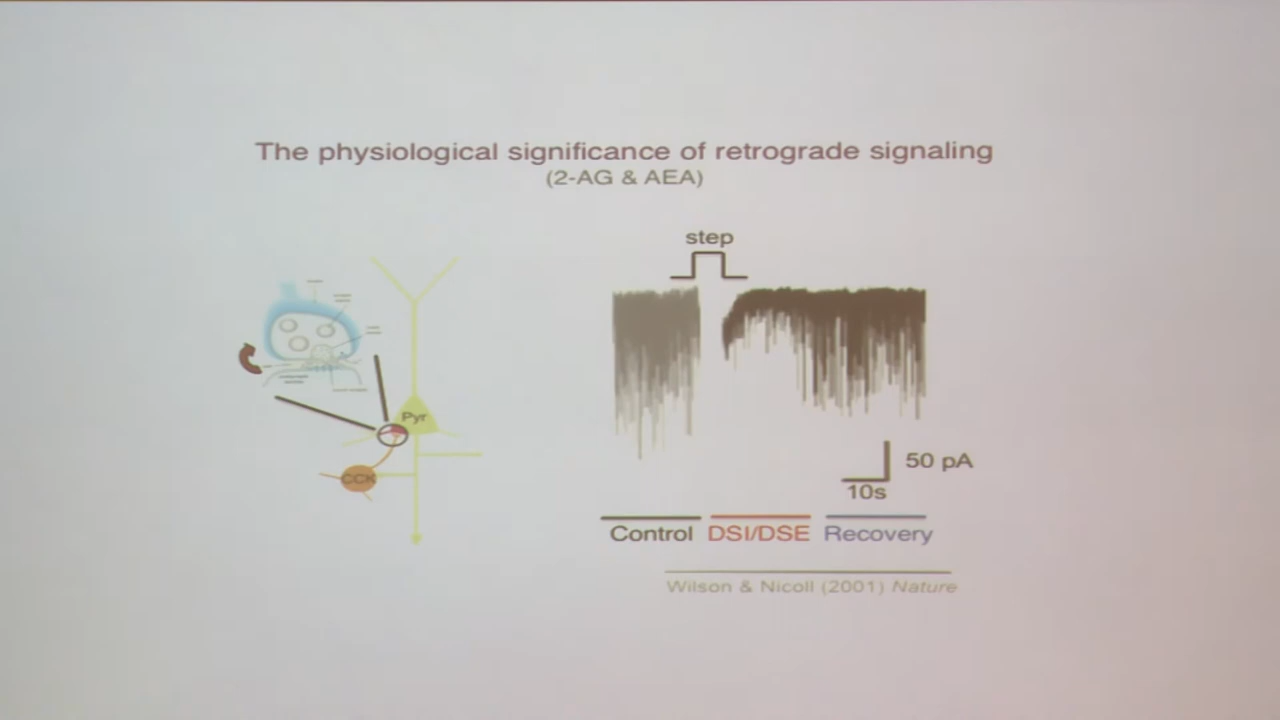 The physiological significance of retrograde signaling
(2-AG & AEA)
step
Pyr
CCK
50 pA
10s
Control DSI/DSE Recovery
Wilson & Nicoll (2001) Nature